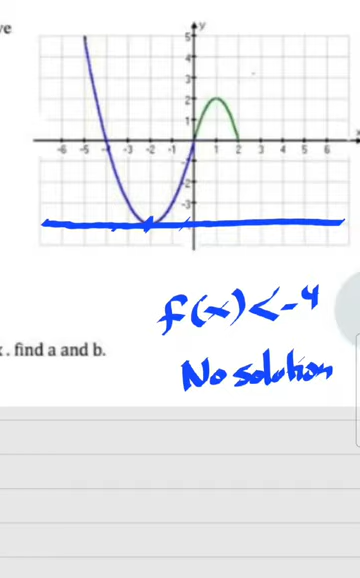 ve
y
5
4
3
2
1
-6 -5 -4 -3 -2 -1 1 2 3 4 5 6 x
-2
-3
f(x) < -4
x . find a and b.
No solution